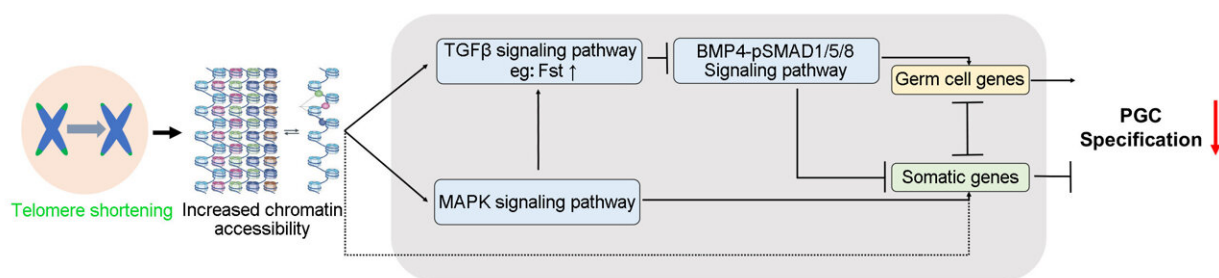 Telomere shortening
Increased chromatin
accessibility
TGFβ signaling pathway
eg: Fst ↑
MAPK signaling pathway
BMP4-pSMAD1/5/8
Signaling pathway
Germ cell genes
Somatic genes
PGC
Specification